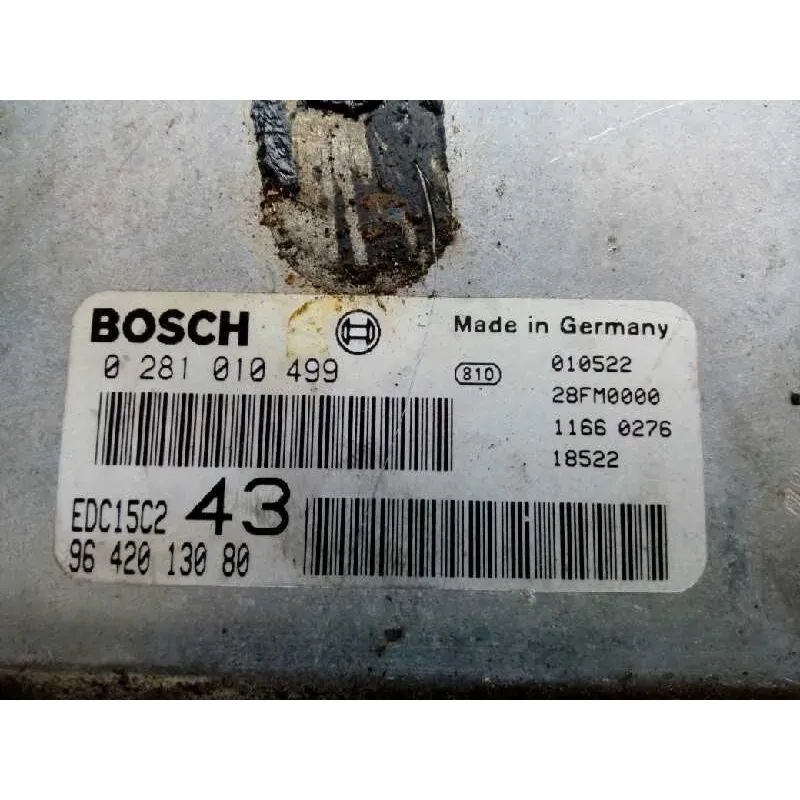 BOSCH
Made in Germany
0 281 010 499
810
010522
28FM0000
1166 0276
18522
EDC15C2 43
96 420 130 80